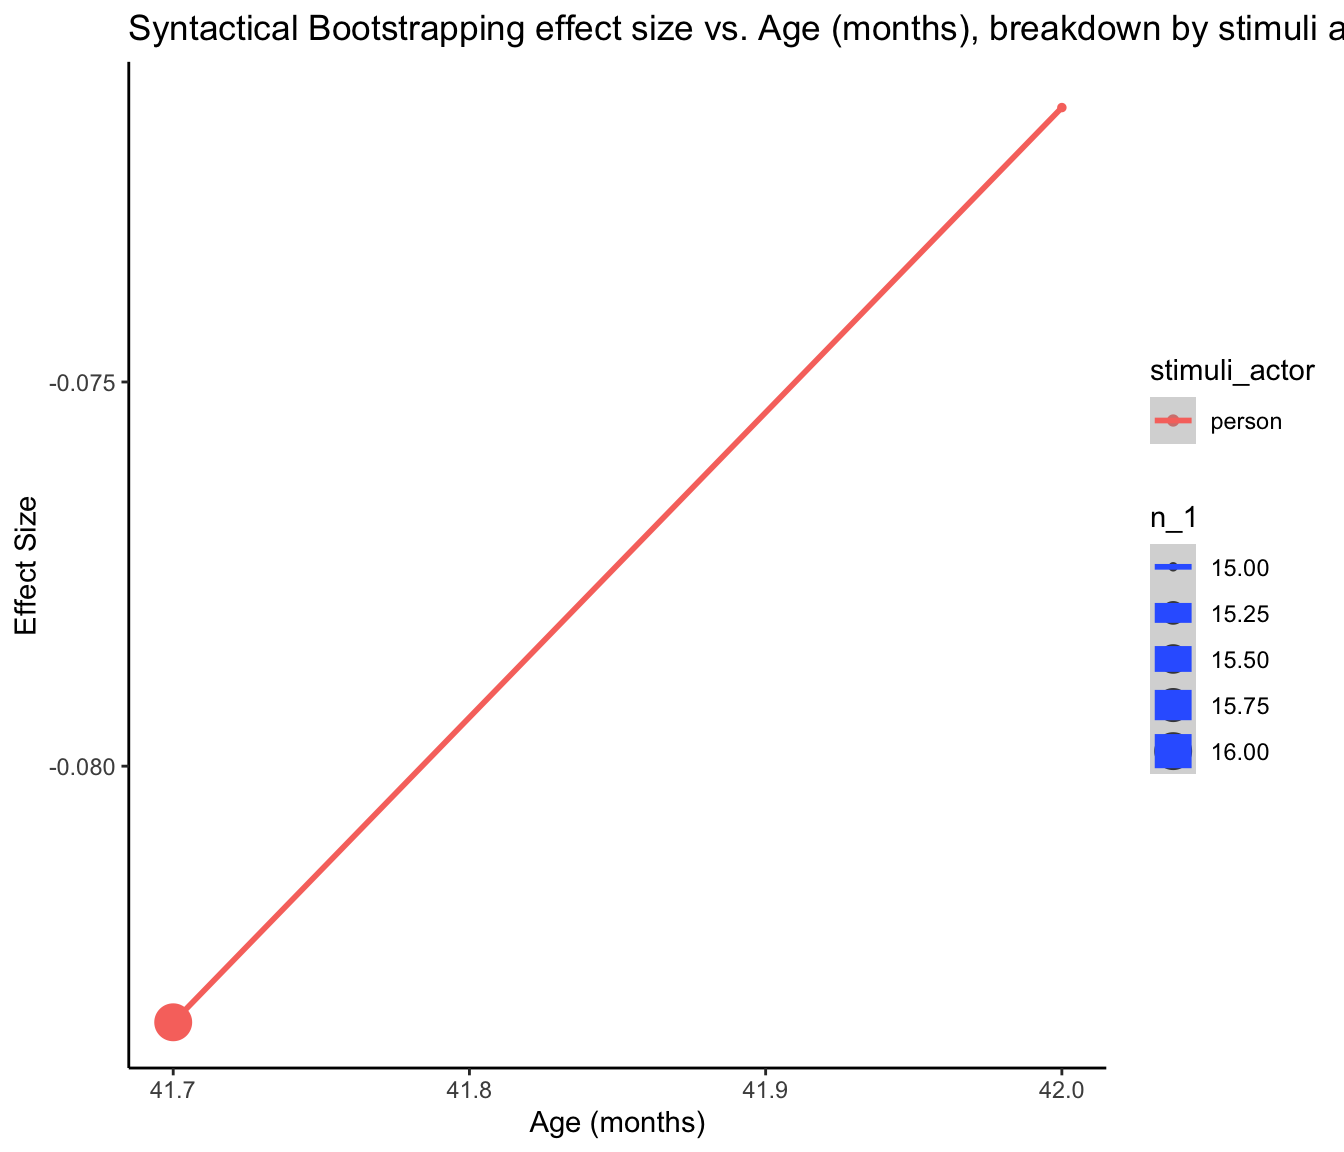 Syntactical Bootstrapping effect size vs. Age (months), breakdown by stimuli a
-0.075
-0.080
Effect Size
41.7
41.8
41.9
42.0
Age (months)
stimuli_actor
person
n_1
15.00
15.25
15.50
15.75
16.00